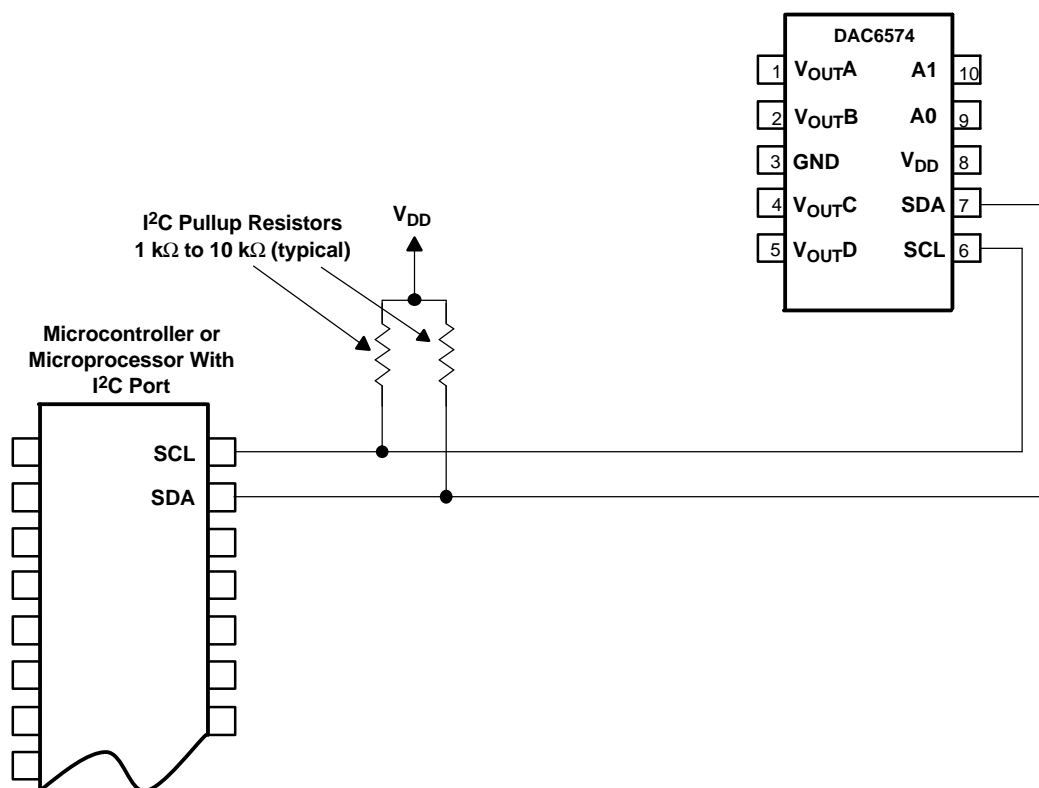 DAC6574
1 VOUTA A1 10
2 VOUTB A0 9
3 GND VDD 8
4 VOUTC SDA 7
5 VOUTD SCL 6
I2C Pullup Resistors
1 kΩ to 10 kΩ (typical)
VDD
Microcontroller or
Microprocessor With
I2C Port
SCL
SDA